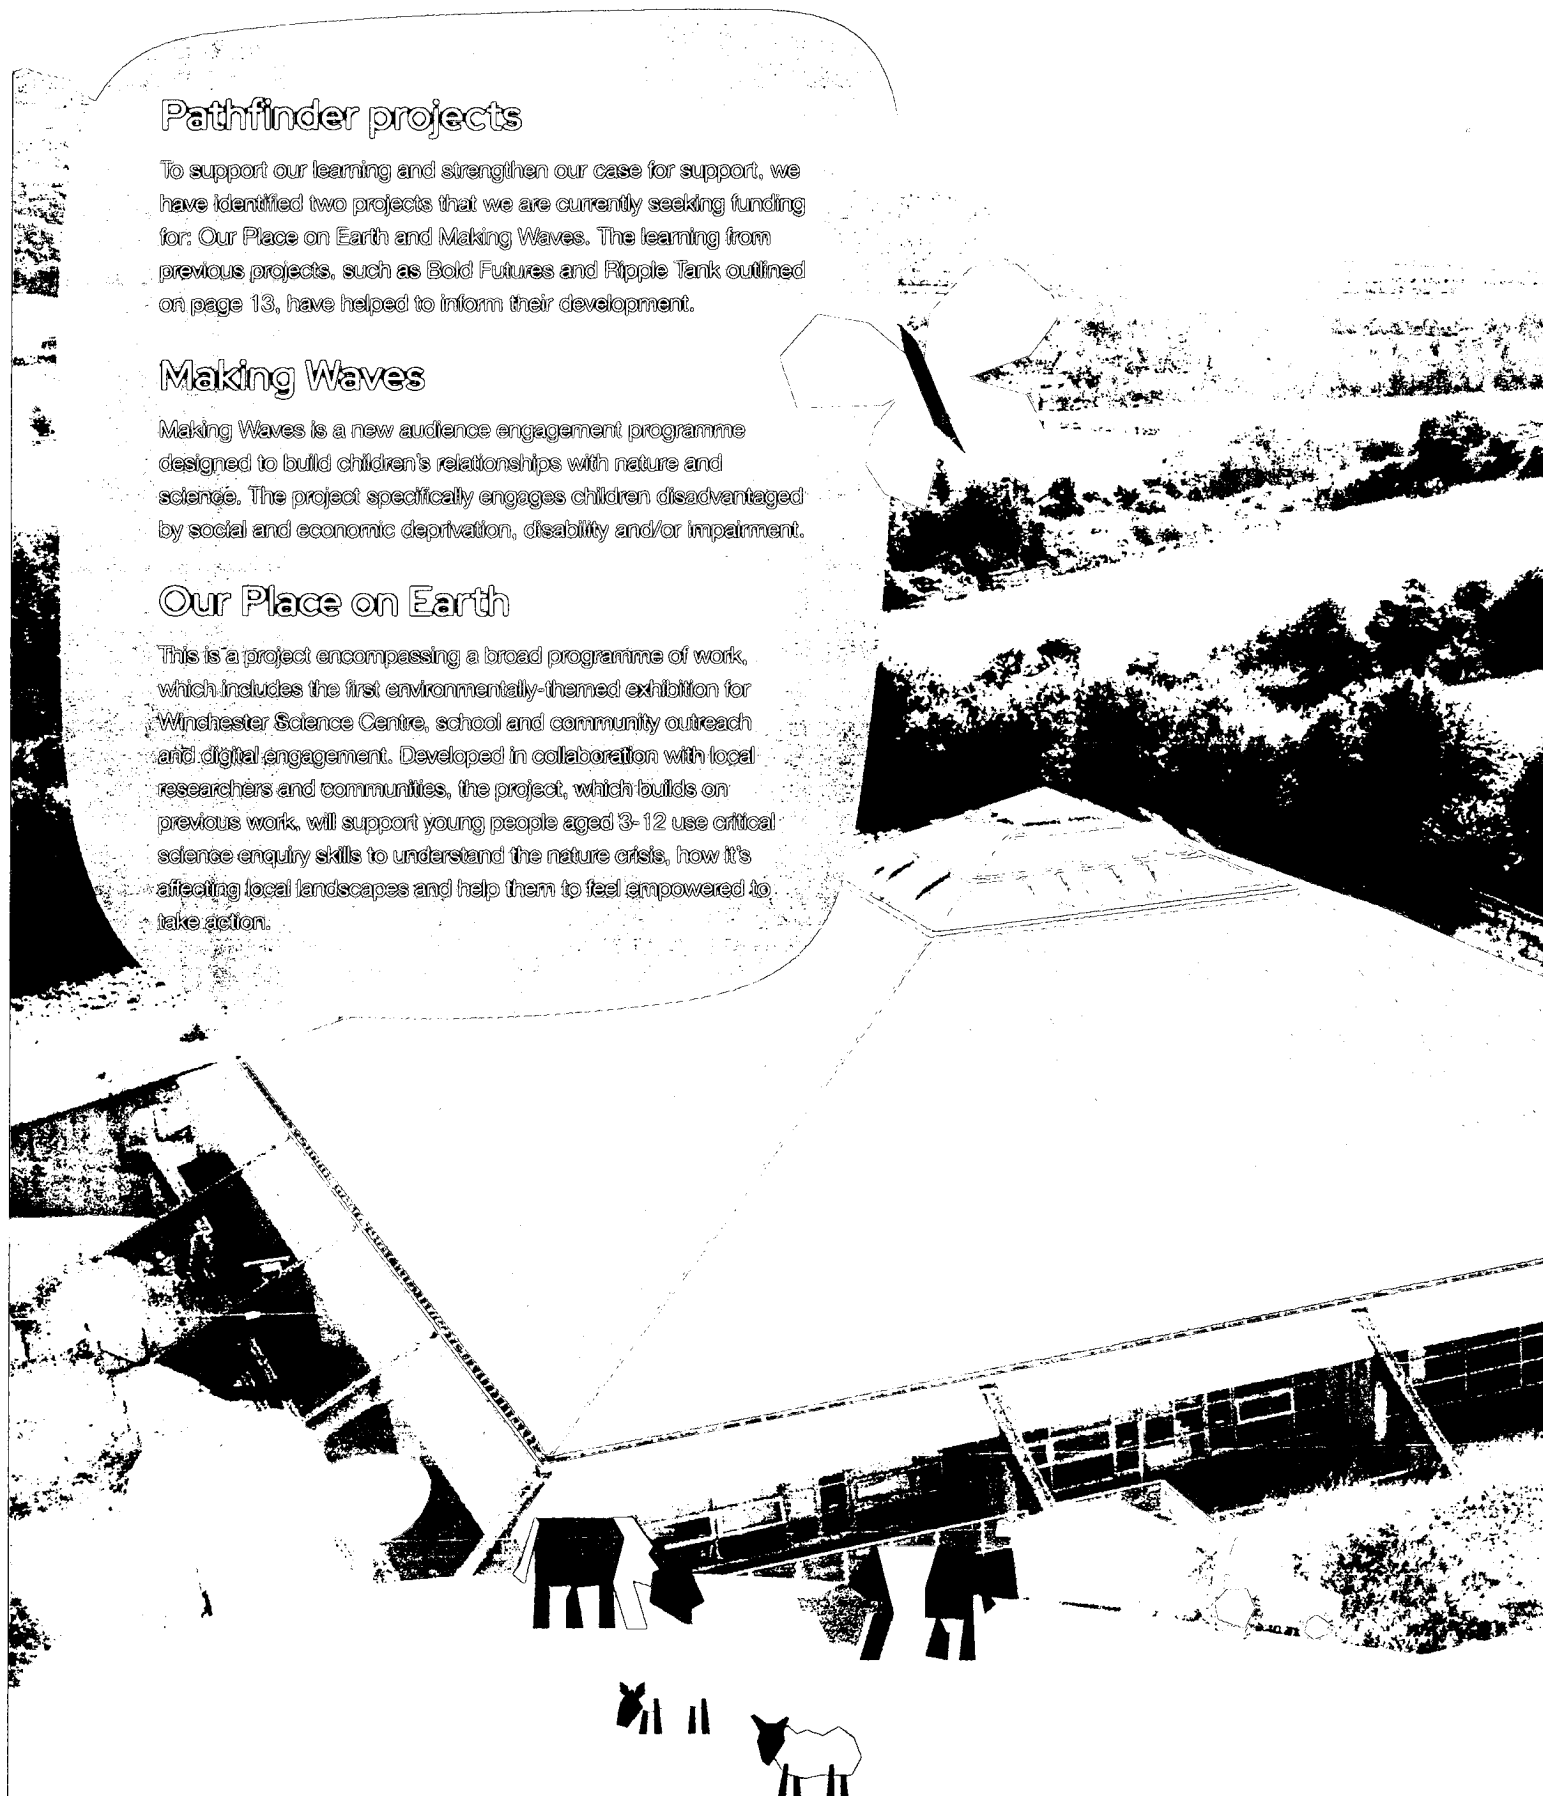 Pathfinder projects
To support our learning and strengthen our case for support, we
have identified two projects that we are currently seeking funding
for: Our Place on Earth and Making Waves. The learning from
previous projects, such as Bold Futures and Ripple Tank outlined
on page 13, have helped to inform their development.
Making Waves
Making Waves is a new audience engagement programme
designed to build children's relationships with nature and
science. The project specifically engages children disadvantaged
by social and economic deprivation, disability and/or impairment.
Our Place on Earth
This is a project encompassing a broad programme of work,
which includes the first environmentally-themed exhibition for
Winchester Science Centre, school and community outreach
and digital engagement. Developed in collaboration with local
researchers and communities, the project, which builds on
previous work, will support young people aged 3-12 use critical
science enquiry skills to understand the nature crisis, how it's
affecting local landscapes and help them to feel empowered to
take action.